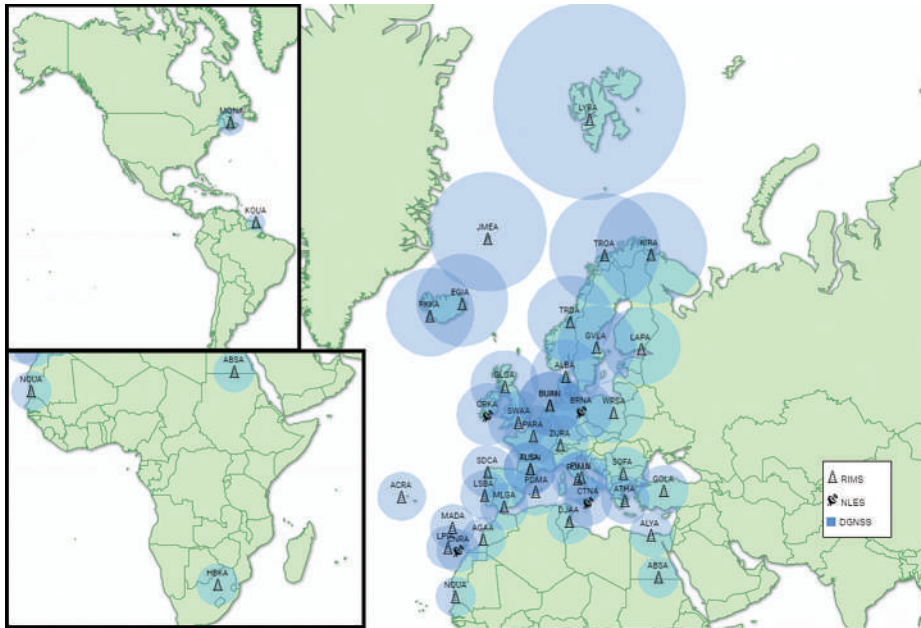 MONA
KOUA
ABSA
NOUA
HBKA
LYRA
JMEA
TROA
KIRA
EGIA
RKKA
TRDA
GVLA
LAPA
ALBA
GLGA
SWAA
BRNA
WRSA
PARA
ZURA
SDCA
SOFA
ACRA
LSBA
PDMA
CTNA
ATHA
GOLA
MLGA
DJAA
MADA
AGAA
ALYA
ABSA
NOUA
RIMS
NLES
DGNSS